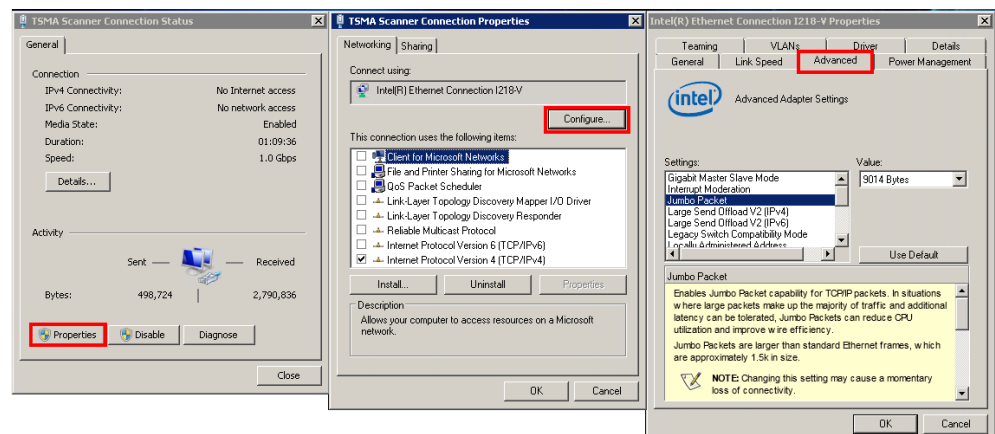 TSMA Scanner Connection Status
General
Connection
IPv4 Connectivity: No Internet access
IPv6 Connectivity: No network access
Media State: Enabled
Duration: 01:09:36
Speed: 1.0 Gbps
Details...
Activity
Sent — — Received
Bytes: 498,724 | 2,790,836
Properties Disable Diagnose
Close
TSMA Scanner Connection Properties
Networking Sharing
Connect using:
Intel(R) Ethernet Connection I218-V
Configure...
This connection uses the following items:
Client for Microsoft Networks
File and Printer Sharing for Microsoft Networks
QoS Packet Scheduler
Link-Layer Topology Discovery Mapper I/O Driver
Link-Layer Topology Discovery Responder
Reliable Multicast Protocol
Internet Protocol Version 6 (TCP/IPv6)
Internet Protocol Version 4 (TCP/IPv4)
Install... Uninstall Properties
Description
Allows your computer to access resources on a Microsoft
network.
OK Cancel
Intel(R) Ethernet Connection I218-V Properties
Teaming VLANs Driver Details
General Link Speed Advanced Power Management
intel Advanced Adapter Settings
Settings: Value:
Gigabit Master Slave Mode 9014 Bytes
Interrupt Moderation
Jumbo Packet
Large Send Offload V2 (IPv4)
Large Send Offload V2 (IPv6)
Legacy Switch Compatibility Mode
Locally Administered Address
Use Default
Jumbo Packet
Enables Jumbo Packet capability for TCP/IP packets. In situations
where large packets make up the majority of traffic and additional
latency can be tolerated, Jumbo Packets can reduce CPU
utilization and improve wire efficiency.
Jumbo Packets are larger than standard Ethernet frames, which
are approximately 1.5k in size.
NOTE: Changing this setting may cause a momentary
loss of connectivity.
OK Cancel